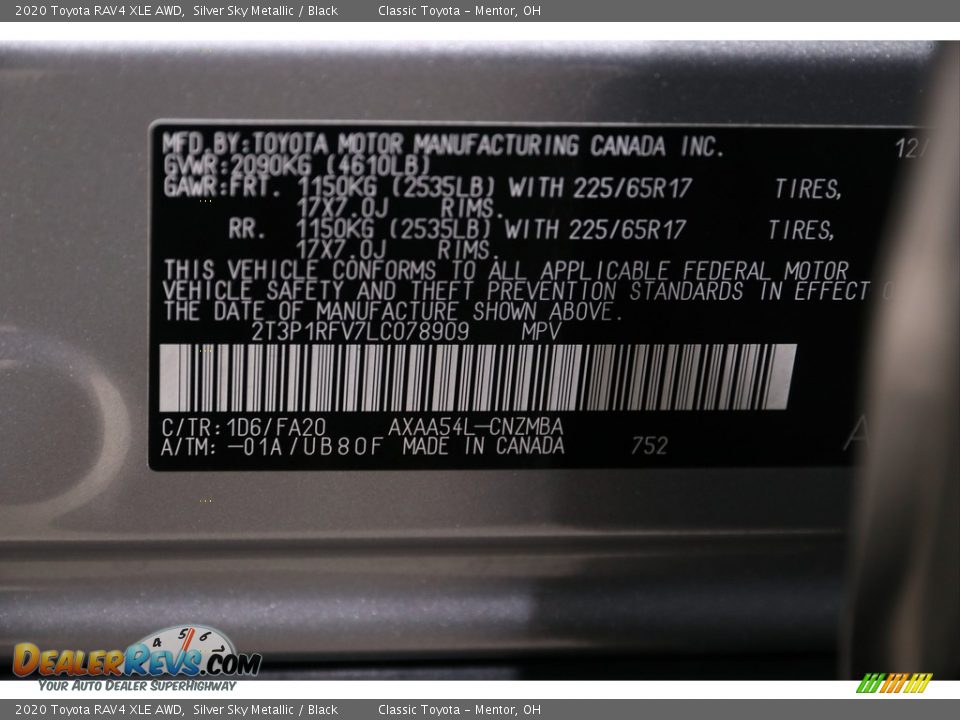 2020 Toyota RAV4 XLE AWD, Silver Sky Metallic / Black Classic Toyota - Mentor, OH
MFD.BY:TOYOTA MOTOR MANUFACTURING CANADA INC. 12/
GVWR:2090KG (4610LB)
GAWR:FRT. 1150KG (2535LB) WITH 225/65R17 TIRES,
17X7.0J RIMS.
RR. 1150KG (2535LB) WITH 225/65R17 TIRES,
17X7.0J RIMS.
THIS VEHICLE CONFORMS TO ALL APPLICABLE FEDERAL MOTOR
VEHICLE SAFETY AND THEFT PREVENTION STANDARDS IN EFFECT
THE DATE OF MANUFACTURE SHOWN ABOVE.
2T3P1RFV7LC078909 MPV
C/TR:1D6/FA20 AXAA54L-CNZMBA
A/TM: -01A/UB80F MADE IN CANADA 752
A
4 5 6
DEALERREVS.COM
YOUR AUTO DEALER SUPERHIGHWAY
2020 Toyota RAV4 XLE AWD, Silver Sky Metallic / Black Classic Toyota - Mentor, OH